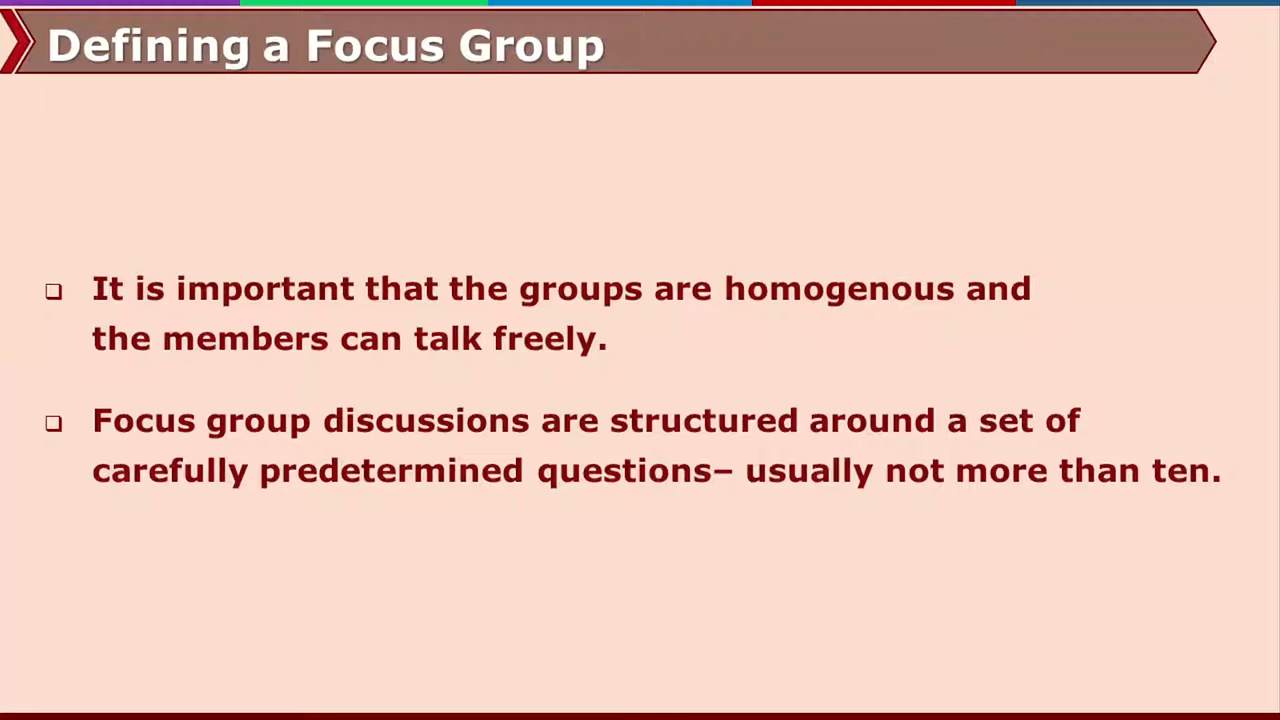 Defining a Focus Group
❑ It is important that the groups are homogenous and
the members can talk freely.
❑ Focus group discussions are structured around a set of
carefully predetermined questions– usually not more than ten.